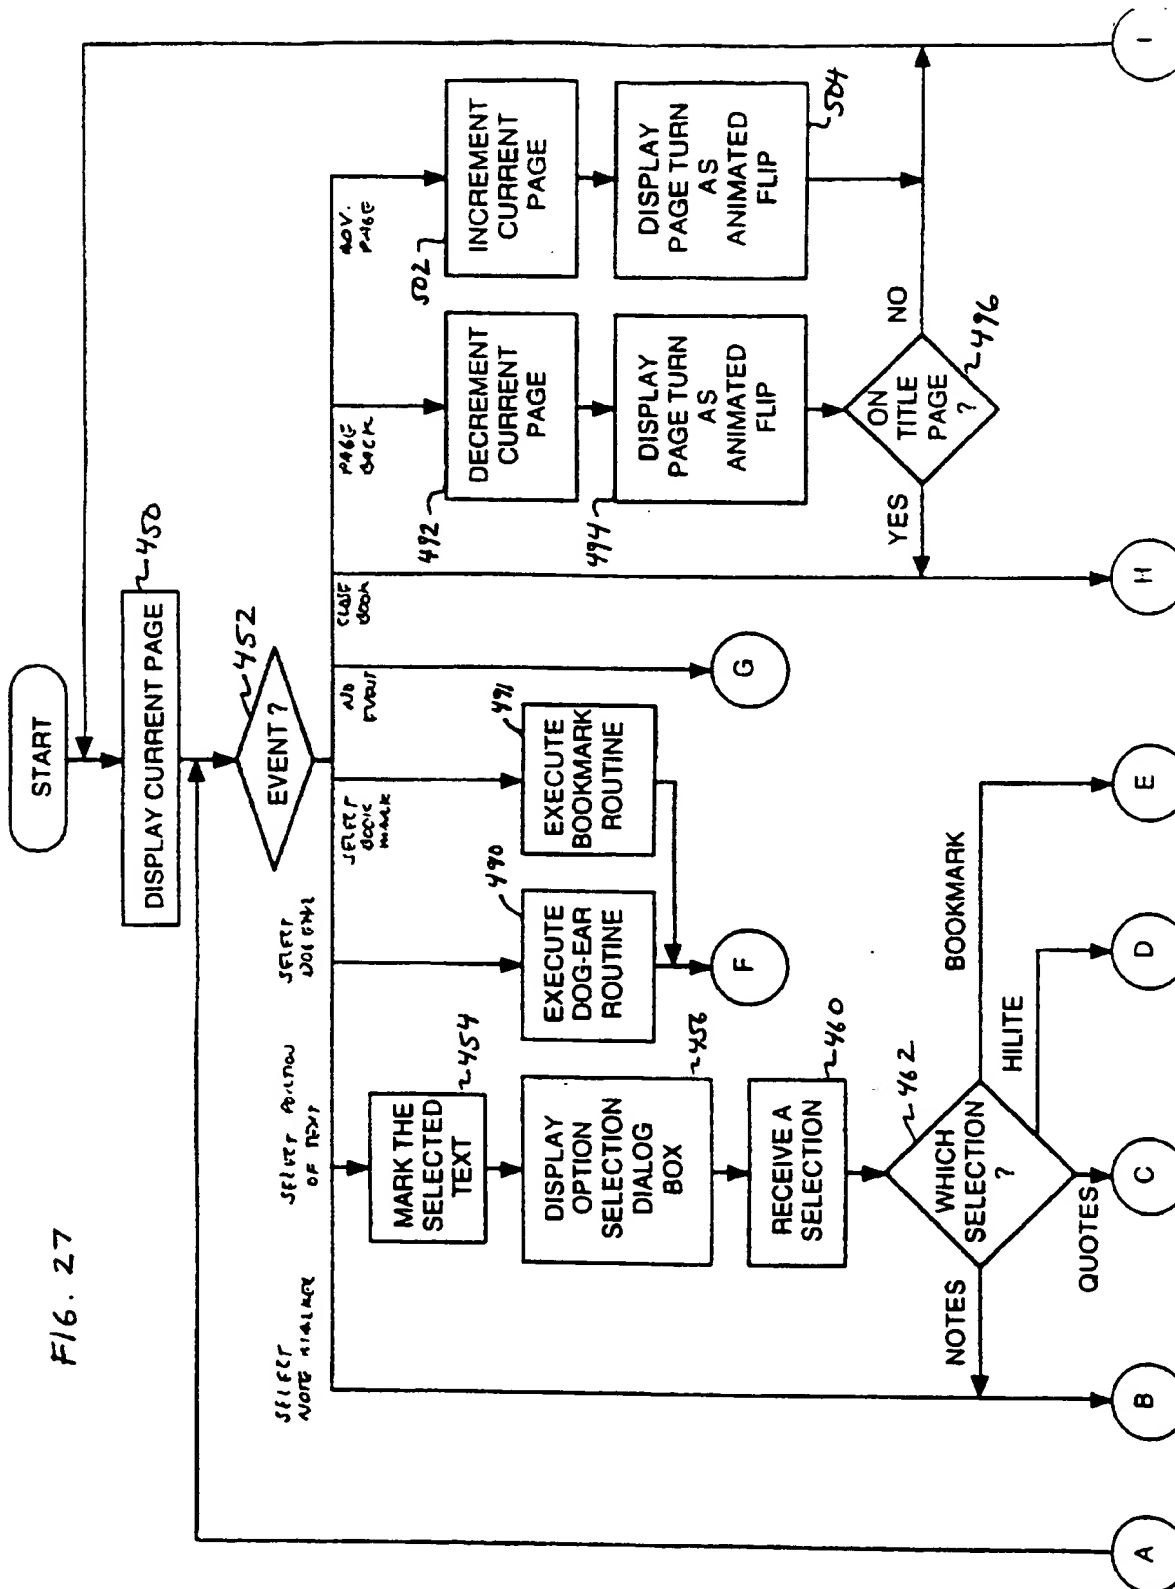 FIG. 27
START
DISPLAY CURRENT PAGE
450
EVENT ?
452
SELECT
NOTE MARKER
SELECT PORTION
OF TEXT
SELECT
DOG EAR
SELECT
BOOK
MARK
NO
EVENT
CLOSE
BOOK
PAGE
BACK
ADV.
PAGE
MARK THE
SELECTED
TEXT
454
DISPLAY
OPTION
SELECTION
DIALOG
BOX
456
RECEIVE A
SELECTION
460
WHICH
SELECTION
?
462
NOTES
QUOTES
HILITE
BOOKMARK
EXECUTE
DOG-EAR
ROUTINE
490
EXECUTE
BOOKMARK
ROUTINE
491
F
G
492
DECREMENT
CURRENT
PAGE
502
INCREMENT
CURRENT
PAGE
494
DISPLAY
PAGE TURN
AS
ANIMATED
FLIP
DISPLAY
PAGE TURN
AS
ANIMATED
FLIP
504
ON
TITLE
PAGE
?
496
YES
NO
A
B
C
D
E
H
I